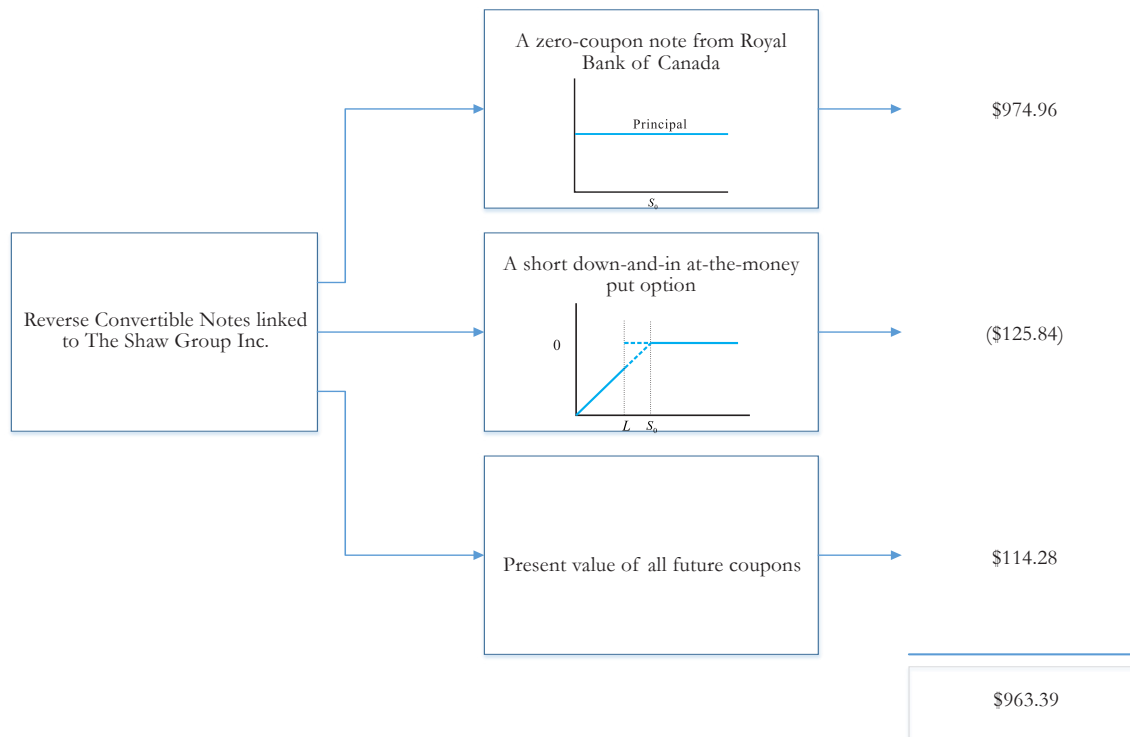 A zero-coupon note from Royal
Bank of Canada
Principal
S₀
$974.96
Reverse Convertible Notes linked
to The Shaw Group Inc.
A short down-and-in at-the-money
put option
0
L S₀
($125.84)
Present value of all future coupons
$114.28
$963.39